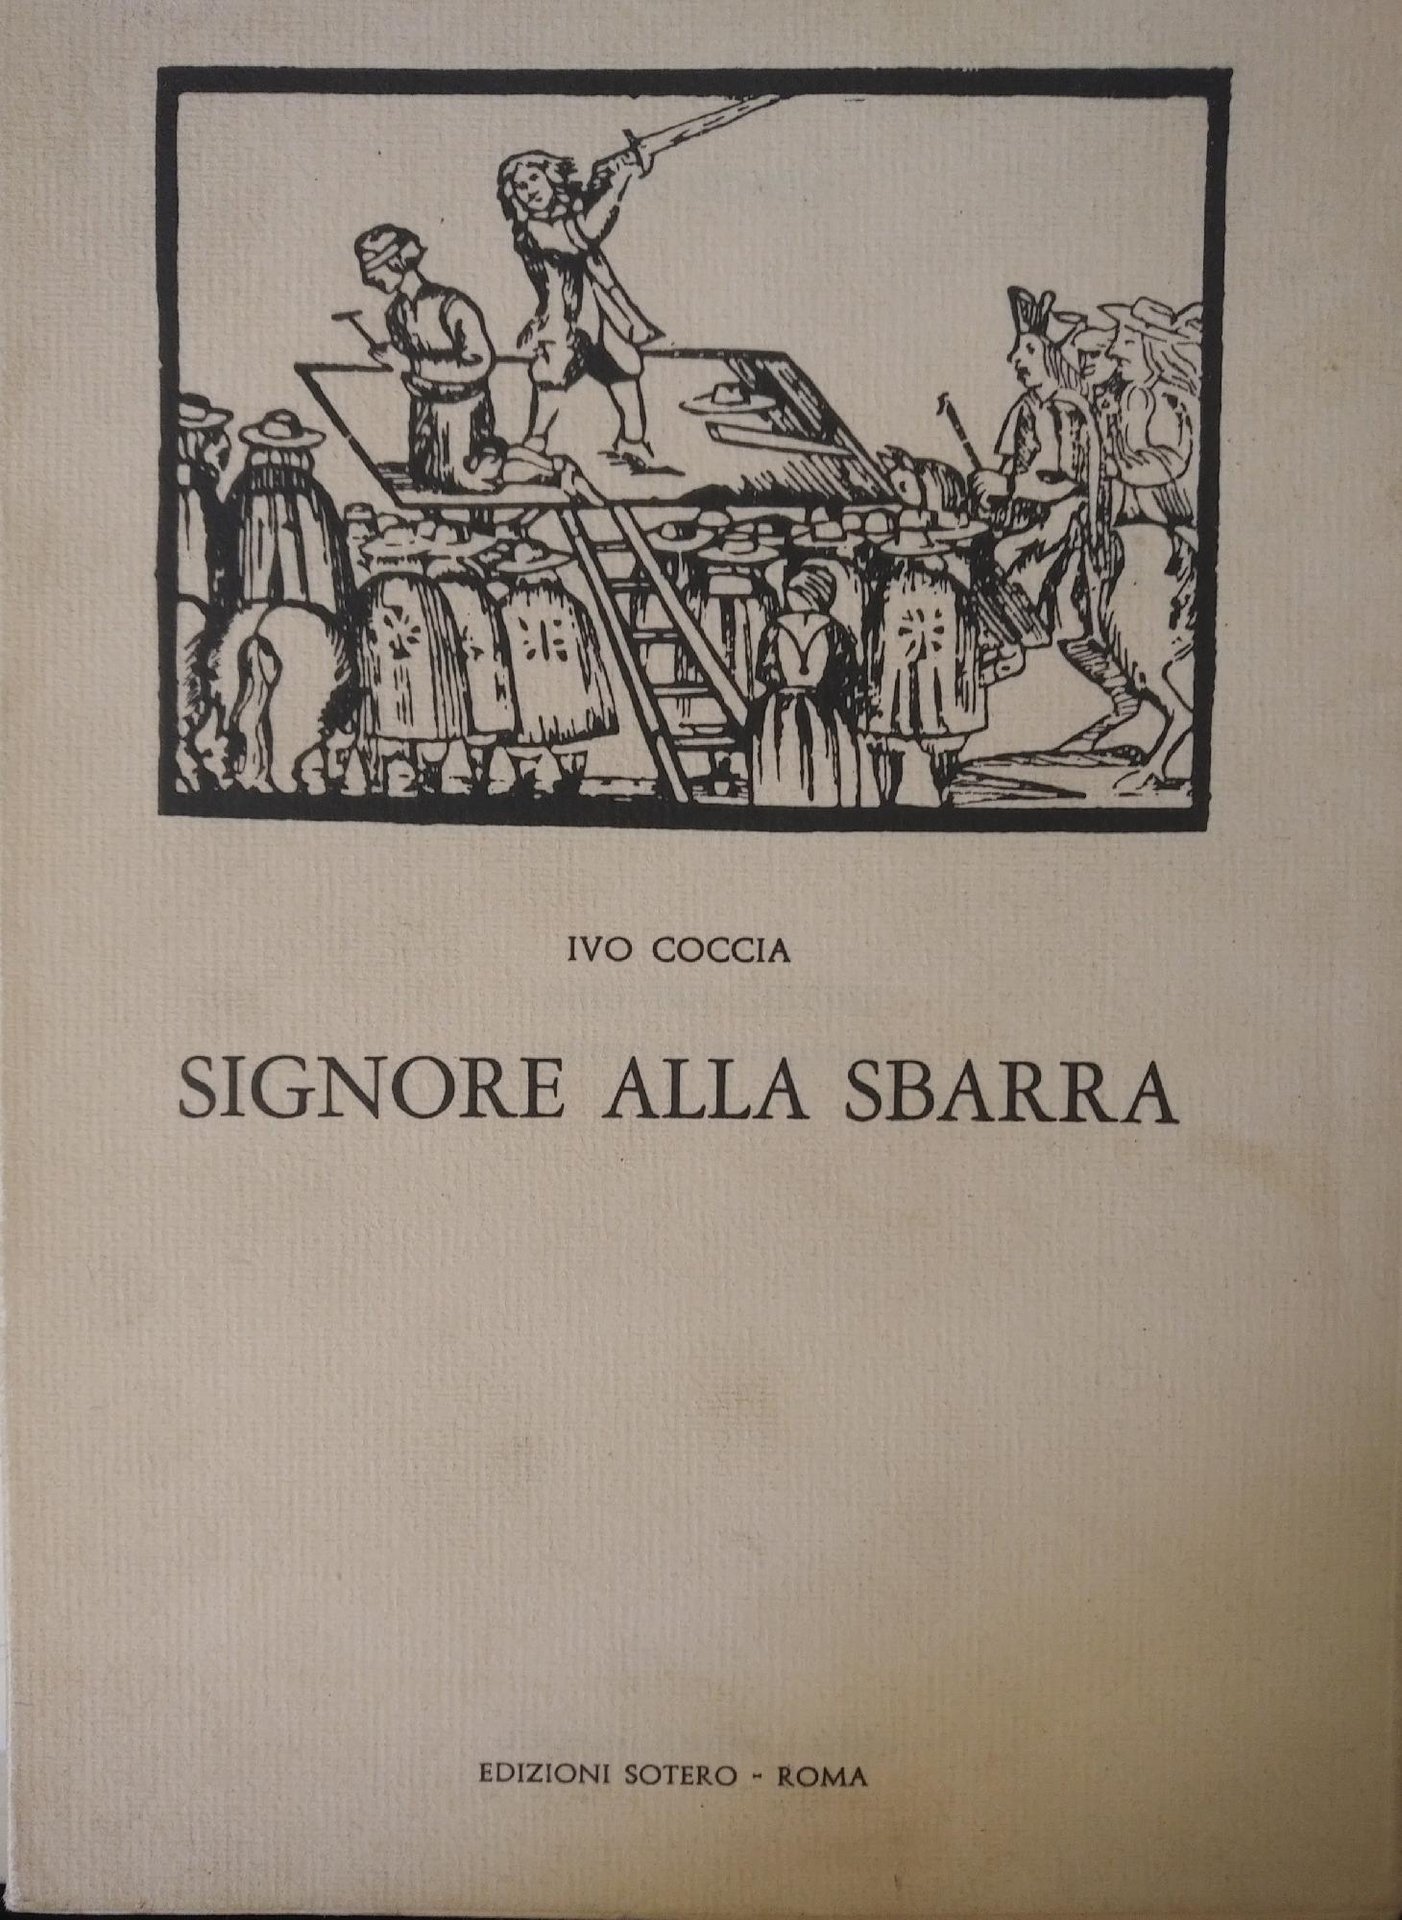 IVO COCCIA
SIGNORE ALLA SBARRA
EDIZIONI SOTERO - ROMA